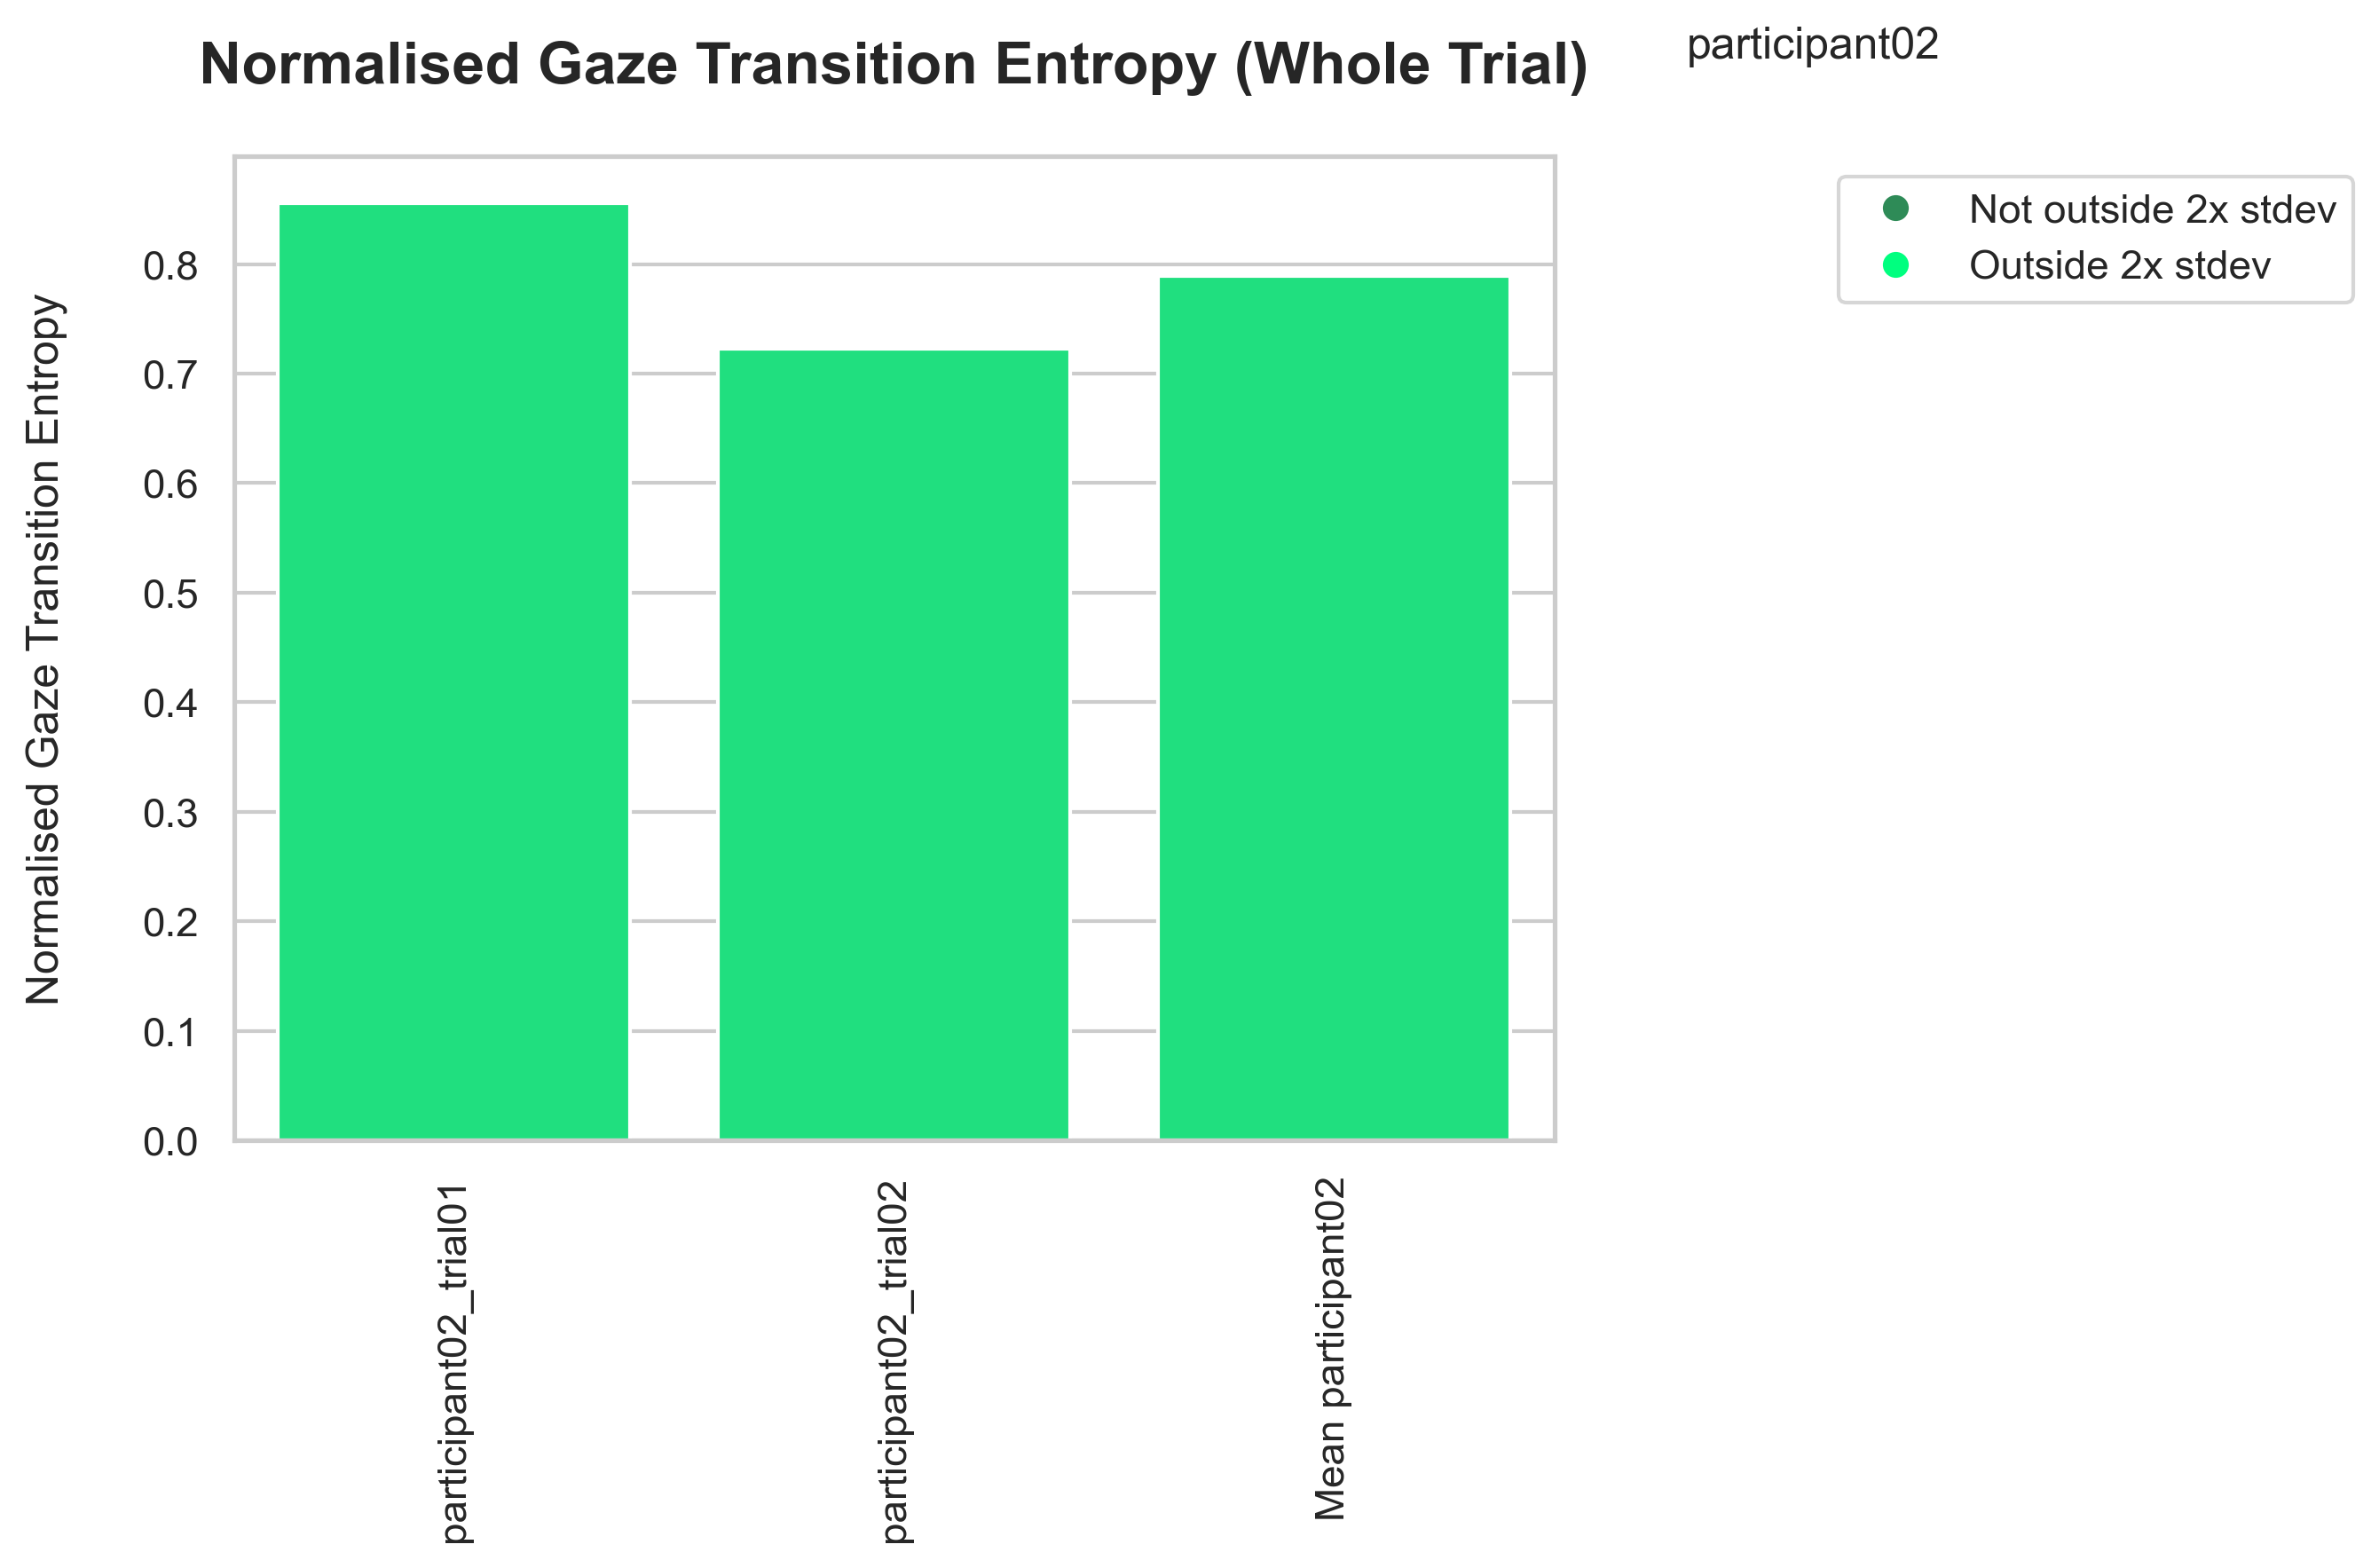 Normalised Gaze Transition Entropy (Whole Trial)
participant02
Not outside 2x stdev
Outside 2x stdev
Normalised Gaze Transition Entropy
0.8
0.7
0.6
0.5
0.4
0.3
0.2
0.1
0.0
participant02_trial01
participant02_trial02
Mean participant02